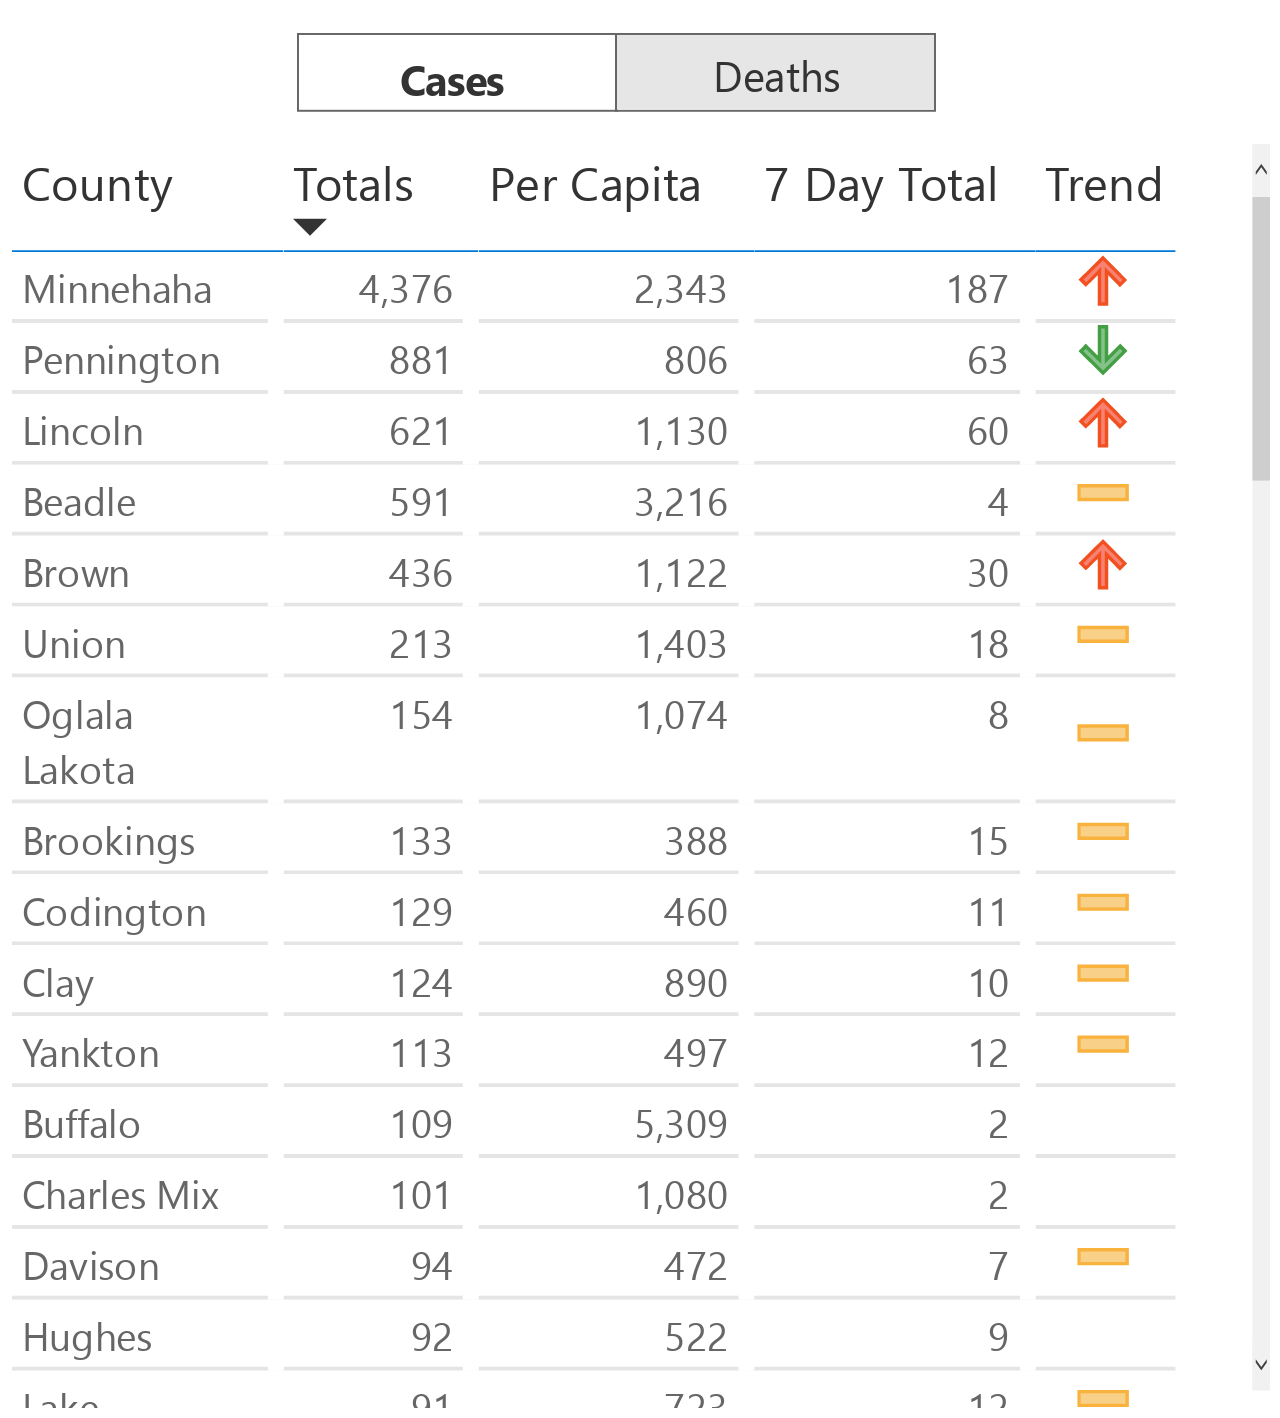 Cases Deaths
County Totals Per Capita 7 Day Total Trend
Minnehaha 4,376 2,343 187
Pennington 881 806 63
Lincoln 621 1,130 60
Beadle 591 3,216 4
Brown 436 1,122 30
Union 213 1,403 18
Oglala 154 1,074 8
Lakota
Brookings 133 388 15
Codington 129 460 11
Clay 124 890 10
Yankton 113 497 12
Buffalo 109 5,309 2
Charles Mix 101 1,080 2
Davison 94 472 7
Hughes 92 522 9
Lake 91 723 12